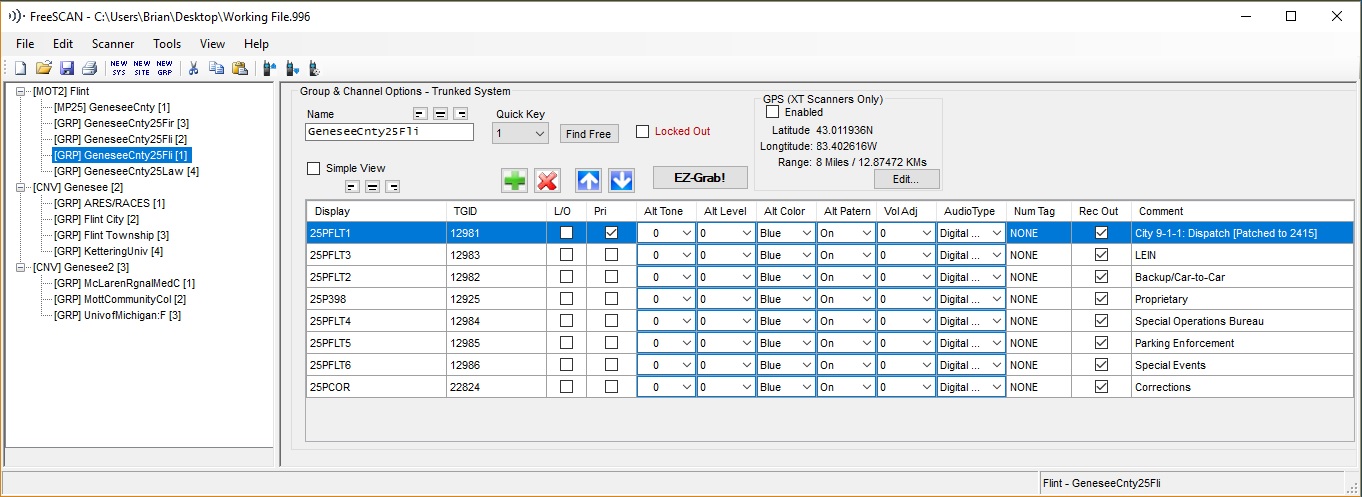 FreeSCAN - C:\Users\Brian\Desktop\Working File.996
File Edit Scanner Tools View Help
NEW SYS NEW SITE NEW GRP
[MOT2] Flint
[MP25] GeneseeCnty [1]
[GRP] GeneseeCnty25Fir [3]
[GRP] GeneseeCnty25Fli [2]
[GRP] GeneseeCnty25Fli [1]
[GRP] GeneseeCnty25Law [4]
[CNV] Genesee [2]
[GRP] ARES/RACES [1]
[GRP] Flint City [2]
[GRP] Flint Township [3]
[GRP] KetteringUniv [4]
[CNV] Genesee2 [3]
[GRP] McLarenRgnalMedC [1]
[GRP] MottCommunityCol [2]
[GRP] UnivofMichigan:F [3]
Group & Channel Options - Trunked System
Name
GeneseeCnty25Fli
Quick Key
1
Find Free
Locked Out
GPS (XT Scanners Only)
Enabled
Latitude 43.011936N
Longtitude: 83.402616W
Range: 8 Miles / 12.87472 KMs
Edit...
Simple View
EZ-Grab!
Display TGID L/O Pri Alt Tone Alt Level Alt Color Alt Patern Vol Adj AudioType Num Tag Rec Out Comment
25PFLT1 12981 0 0 Blue On 0 Digital ... NONE City 9-1-1: Dispatch [Patched to 2415]
25PFLT3 12983 0 0 Blue On 0 Digital ... NONE LEIN
25PFLT2 12982 0 0 Blue On 0 Digital ... NONE Backup/Car-to-Car
25P398 12925 0 0 Blue On 0 Digital ... NONE Proprietary
25PFLT4 12984 0 0 Blue On 0 Digital ... NONE Special Operations Bureau
25PFLT5 12985 0 0 Blue On 0 Digital ... NONE Parking Enforcement
25PFLT6 12986 0 0 Blue On 0 Digital ... NONE Special Events
25PCOR 22824 0 0 Blue On 0 Digital ... NONE Corrections
Flint - GeneseeCnty25Fli